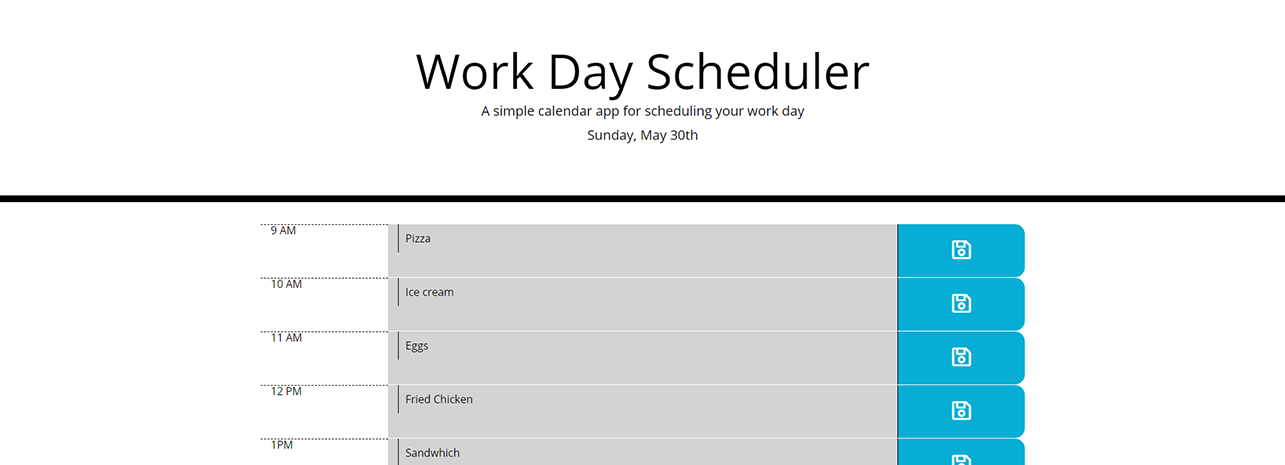 Work Day Scheduler
A simple calendar app for scheduling your work day
Sunday, May 30th
9 AM
Pizza
10 AM
Ice cream
11 AM
Eggs
12 PM
Fried Chicken
1PM
Sandwhich